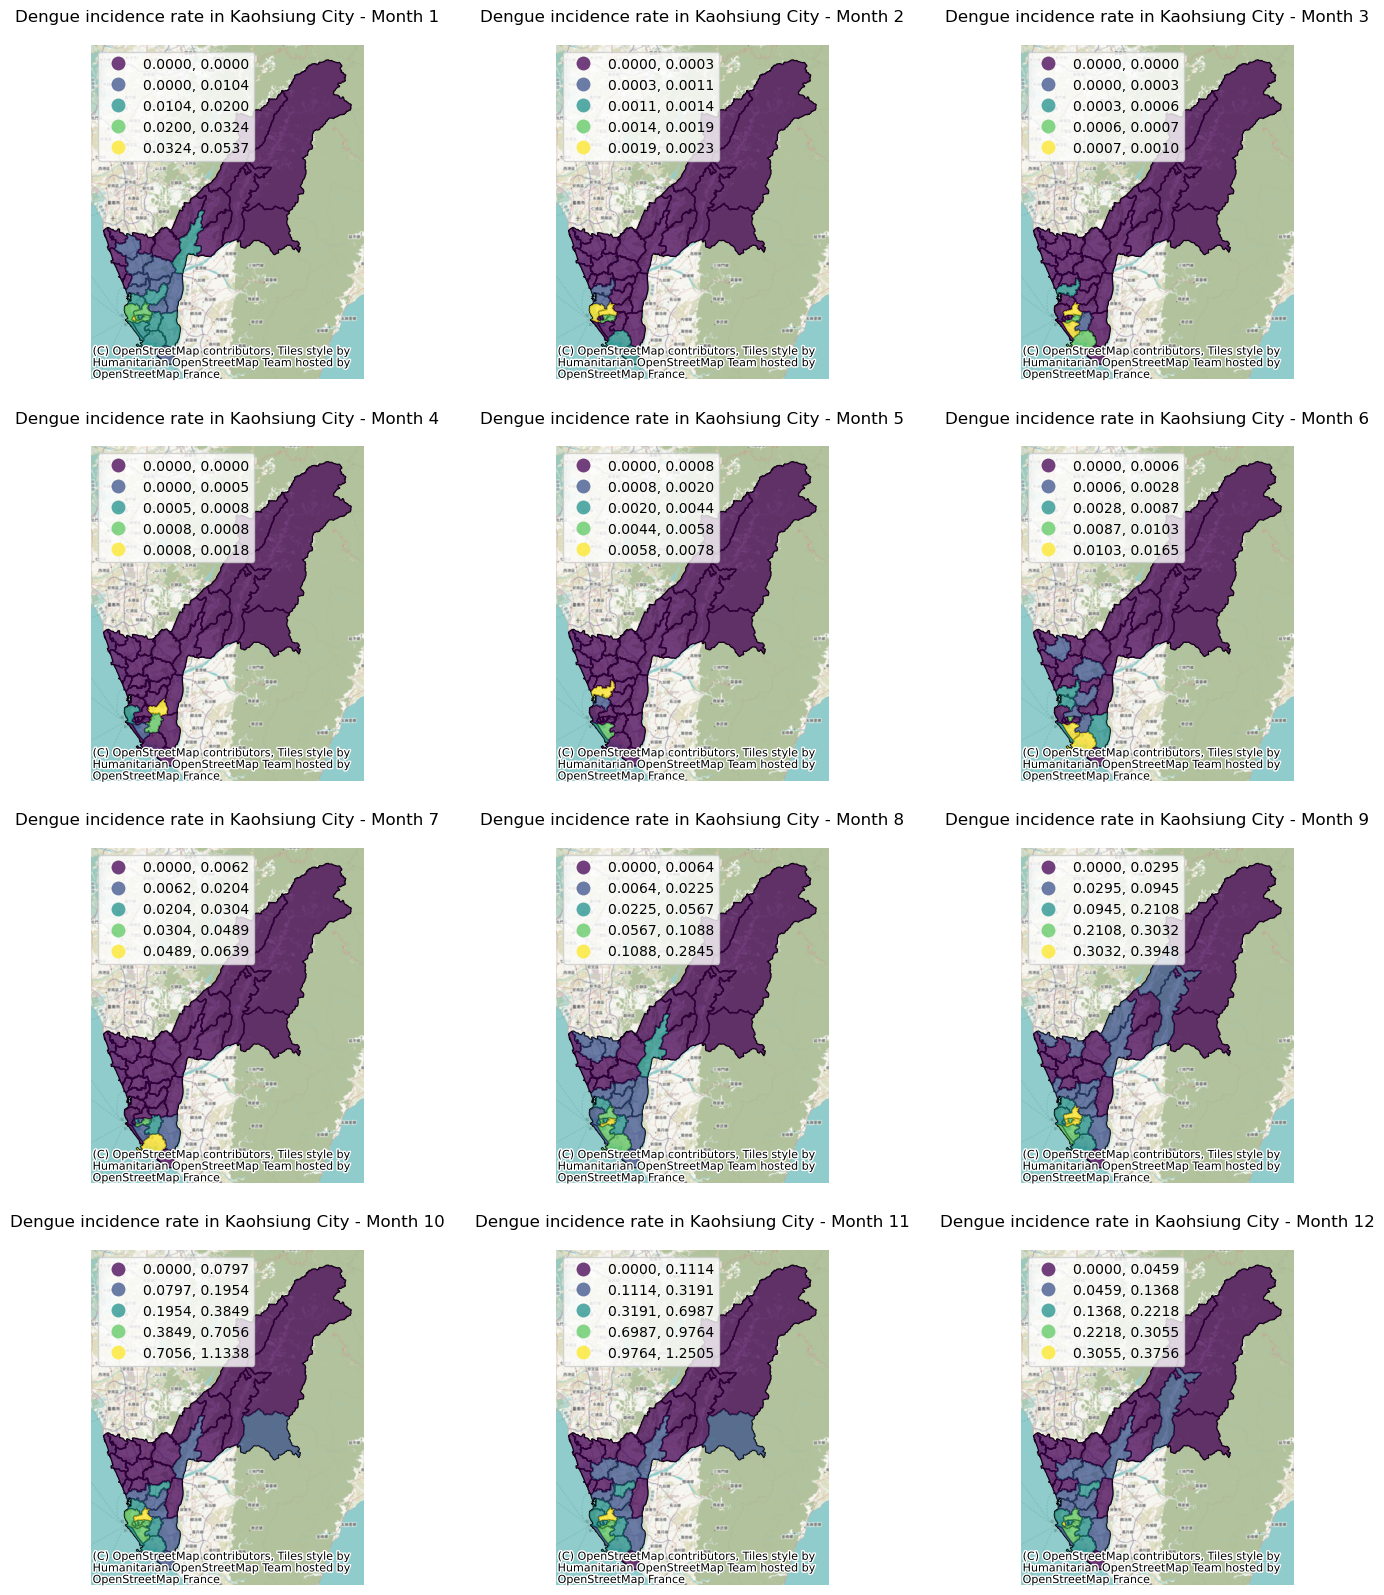 Dengue incidence rate in Kaohsiung City - Month 1
0.0000, 0.0000
0.0000, 0.0104
0.0104, 0.0200
0.0200, 0.0324
0.0324, 0.0537
(C) OpenStreetMap contributors, Tiles style by
Humanitarian OpenStreetMap Team hosted by
OpenStreetMap France
Dengue incidence rate in Kaohsiung City - Month 2
0.0000, 0.0003
0.0003, 0.0011
0.0011, 0.0014
0.0014, 0.0019
0.0019, 0.0023
(C) OpenStreetMap contributors, Tiles style by
Humanitarian OpenStreetMap Team hosted by
OpenStreetMap France
Dengue incidence rate in Kaohsiung City - Month 3
0.0000, 0.0000
0.0000, 0.0003
0.0003, 0.0006
0.0006, 0.0007
0.0007, 0.0010
(C) OpenStreetMap contributors, Tiles style by
Humanitarian OpenStreetMap Team hosted by
OpenStreetMap France
Dengue incidence rate in Kaohsiung City - Month 4
0.0000, 0.0000
0.0000, 0.0005
0.0005, 0.0008
0.0008, 0.0008
0.0008, 0.0018
(C) OpenStreetMap contributors, Tiles style by
Humanitarian OpenStreetMap Team hosted by
OpenStreetMap France
Dengue incidence rate in Kaohsiung City - Month 5
0.0000, 0.0008
0.0008, 0.0020
0.0020, 0.0044
0.0044, 0.0058
0.0058, 0.0078
(C) OpenStreetMap contributors, Tiles style by
Humanitarian OpenStreetMap Team hosted by
OpenStreetMap France
Dengue incidence rate in Kaohsiung City - Month 6
0.0000, 0.0006
0.0006, 0.0028
0.0028, 0.0087
0.0087, 0.0103
0.0103, 0.0165
(C) OpenStreetMap contributors, Tiles style by
Humanitarian OpenStreetMap Team hosted by
OpenStreetMap France
Dengue incidence rate in Kaohsiung City - Month 7
0.0000, 0.0062
0.0062, 0.0204
0.0204, 0.0304
0.0304, 0.0489
0.0489, 0.0639
(C) OpenStreetMap contributors, Tiles style by
Humanitarian OpenStreetMap Team hosted by
OpenStreetMap France
Dengue incidence rate in Kaohsiung City - Month 8
0.0000, 0.0064
0.0064, 0.0225
0.0225, 0.0567
0.0567, 0.1088
0.1088, 0.2845
(C) OpenStreetMap contributors, Tiles style by
Humanitarian OpenStreetMap Team hosted by
OpenStreetMap France
Dengue incidence rate in Kaohsiung City - Month 9
0.0000, 0.0295
0.0295, 0.0945
0.0945, 0.2108
0.2108, 0.3032
0.3032, 0.3948
(C) OpenStreetMap contributors, Tiles style by
Humanitarian OpenStreetMap Team hosted by
OpenStreetMap France
Dengue incidence rate in Kaohsiung City - Month 10
0.0000, 0.0797
0.0797, 0.1954
0.1954, 0.3849
0.3849, 0.7056
0.7056, 1.1338
(C) OpenStreetMap contributors, Tiles style by
Humanitarian OpenStreetMap Team hosted by
OpenStreetMap France
Dengue incidence rate in Kaohsiung City - Month 11
0.0000, 0.1114
0.1114, 0.3191
0.3191, 0.6987
0.6987, 0.9764
0.9764, 1.2505
(C) OpenStreetMap contributors, Tiles style by
Humanitarian OpenStreetMap Team hosted by
OpenStreetMap France
Dengue incidence rate in Kaohsiung City - Month 12
0.0000, 0.0459
0.0459, 0.1368
0.1368, 0.2218
0.2218, 0.3055
0.3055, 0.3756
(C) OpenStreetMap contributors, Tiles style by
Humanitarian OpenStreetMap Team hosted by
OpenStreetMap France